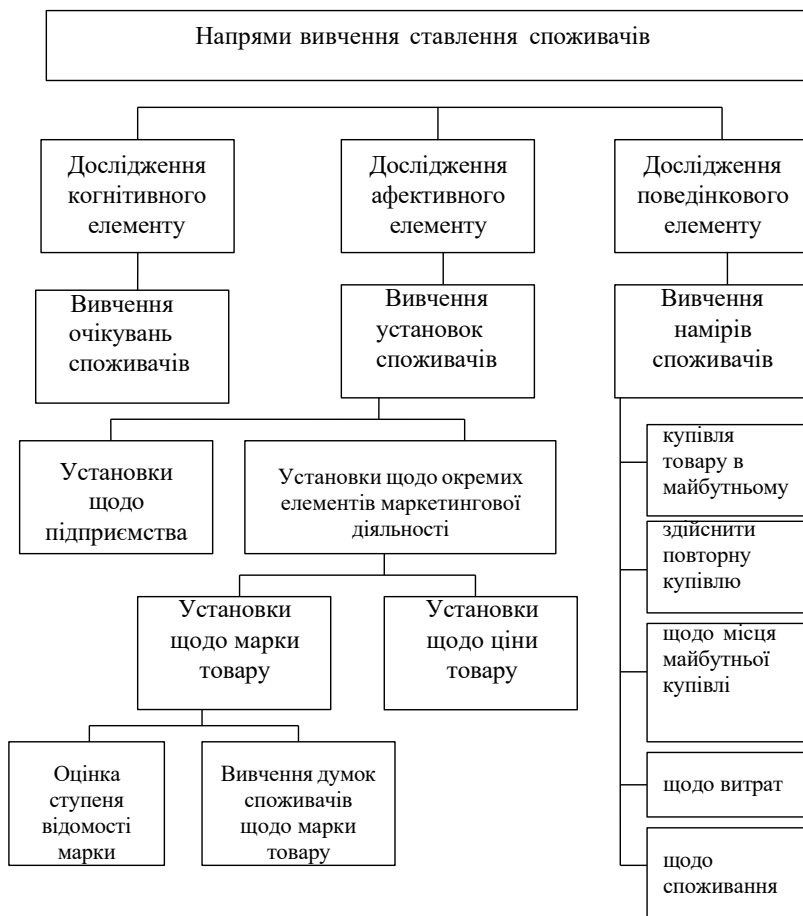 Напрями вивчення ставлення споживачів
Дослідження
когнітивного
елементу
Дослідження
афективного
елементу
Дослідження
поведінкового
елементу
Вивчення
очікувань
споживачів
Вивчення
установок
споживачів
Вивчення
намірів
споживачів
Установки
щодо
підприємства
Установки щодо окремих
елементів маркетингової
діяльності
Установки
щодо марки
товару
Установки
щодо ціни
товару
Оцінка
ступеня
відомості
марки
Вивчення думок
споживачів
щодо марки
товару
купівля
товару в
майбутньому
здійснити
повторну
купівлю
щодо місця
майбутньої
купівлі
щодо витрат
щодо
споживання